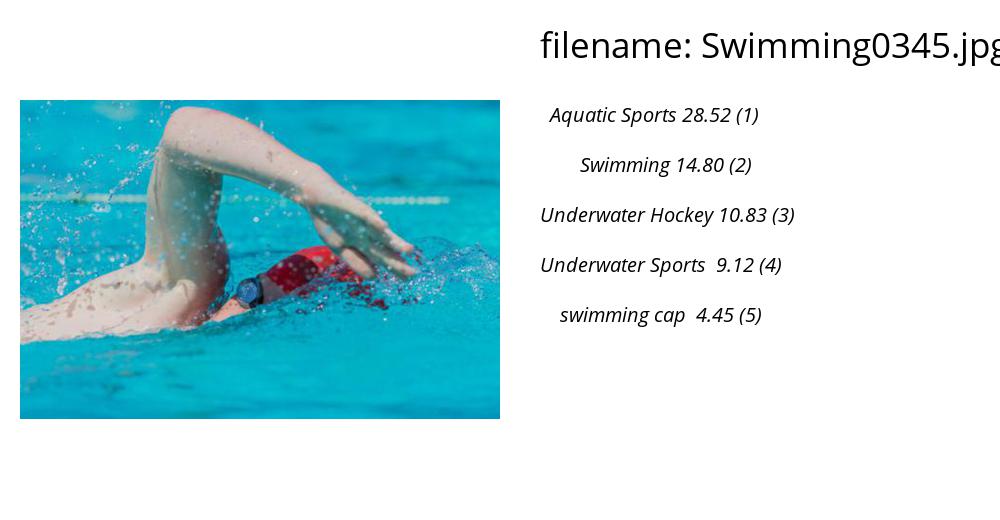 filename: Swimming0345.jpg
Aquatic Sports 28.52 (1)
Swimming 14.80 (2)
Underwater Hockey 10.83 (3)
Underwater Sports 9.12 (4)
swimming cap 4.45 (5)